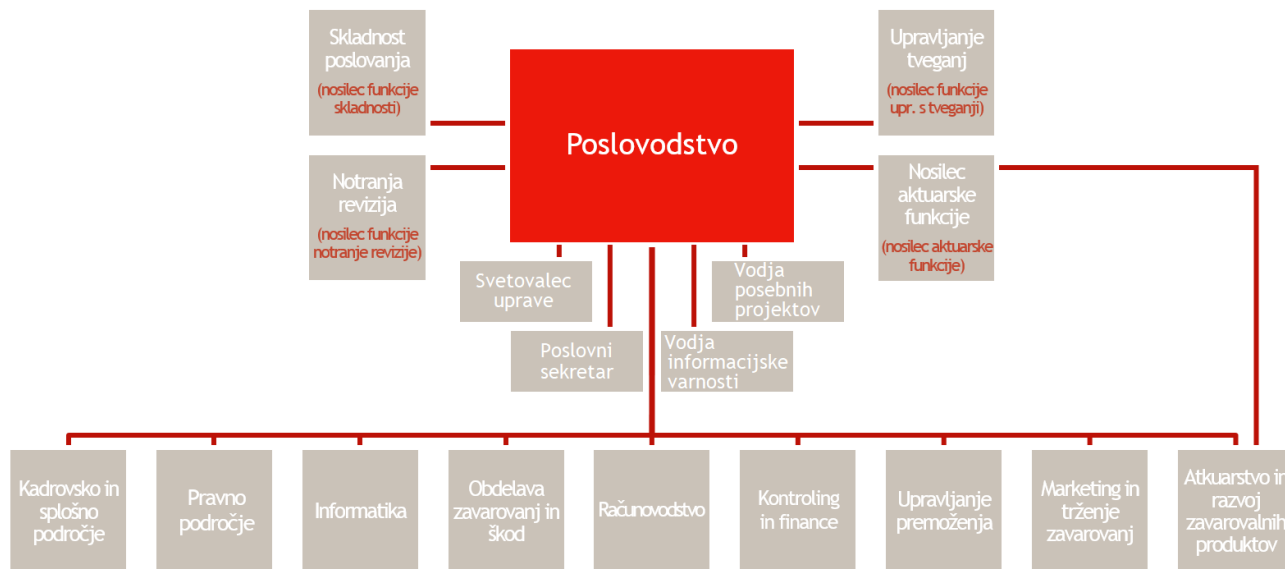 Skladnost
poslovanja
(nosilec funkcije
skladnosti)
Poslovodstvo
Upravljanje
tveganj
(nosilec funkcije
upr. s tveganji)
Notranja
revizija
(nosilec funkcije
notranje revizije)
Nosilec
aktuarske
funkcije
(nosilec aktuarske
funkcije)
Svetovalec
uprave
Vodja
posebnih
projektov
Poslovni
sekretar
Vodja
informacijske
varnosti
Kadrovsko in
splošno
področje
Pravno
področje
Informatika
Obdelava
zavarovanj in
škod
Računovodstvo
Kontroling
in finance
Upravljanje
premoženja
Marketing in
trženje
zavarovanj
Atkuarstvo in
razvoj
zavarovalnih
produktov